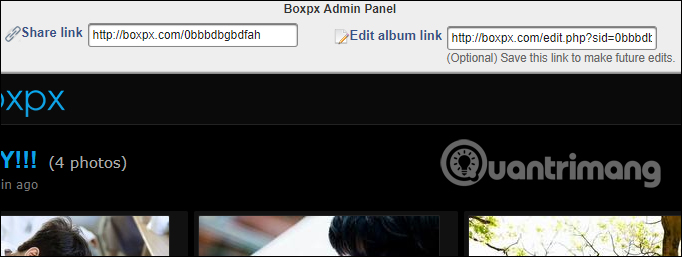 Boxpx Admin Panel
Share link http://boxpx.com/0bbbdbgbdfah
Edit album link http://boxpx.com/edit.php?sid=0bbbdb
(Optional) Save this link to make future edits.
oxpx
Y!!! (4 photos)
in ago
Quantrimang